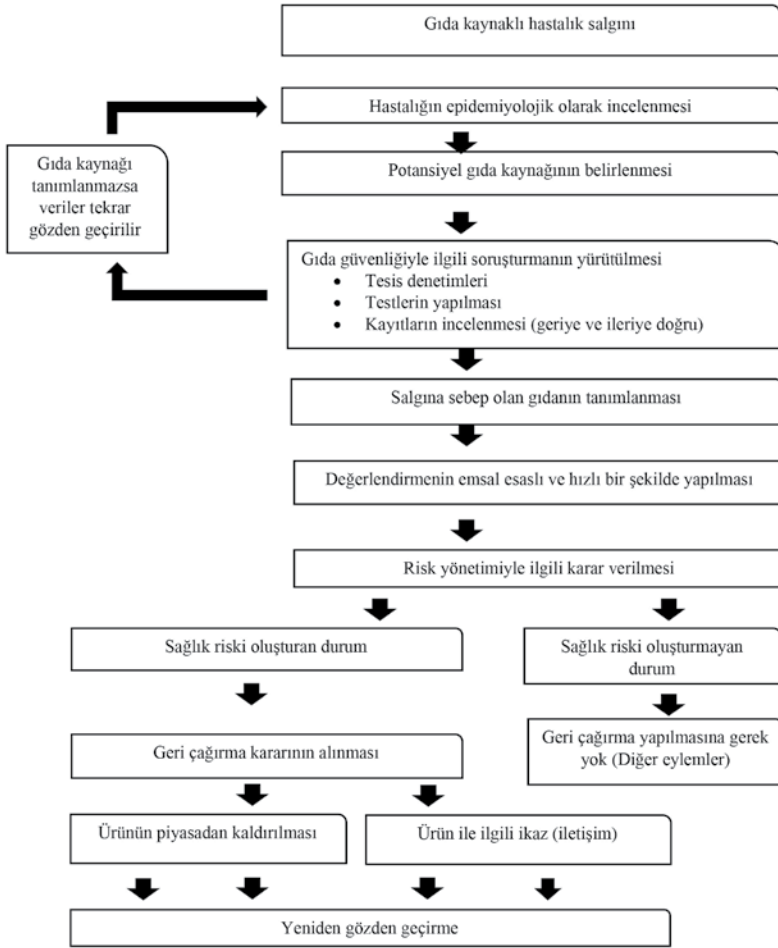 Gıda kaynaklı hastalık salgını
Hastalığın epidemiyolojik olarak incelenmesi
Gıda kaynağı
tanımlanmazsa
veriler tekrar
gözden geçirilir
Potansiyel gıda kaynağının belirlenmesi
Gıda güvenliğiyle ilgili soruşturmanın yürütülmesi
• Tesis denetimleri
• Testlerin yapılması
• Kayıtların incelenmesi (geriye ve ileriye doğru)
Salgına sebep olan gıdanın tanımlanması
Değerlendirmenin emsal esaslı ve hızlı bir şekilde yapılması
Risk yönetimiyle ilgili karar verilmesi
Sağlık riski oluşturan durum
Sağlık riski oluşturmayan
durum
Geri çağırma kararının alınması
Geri çağırma yapılmasına gerek
yok (Diğer eylemler)
Ürünün piyasadan kaldırılması
Ürün ile ilgili ikaz (iletişim)
Yeniden gözden geçirme